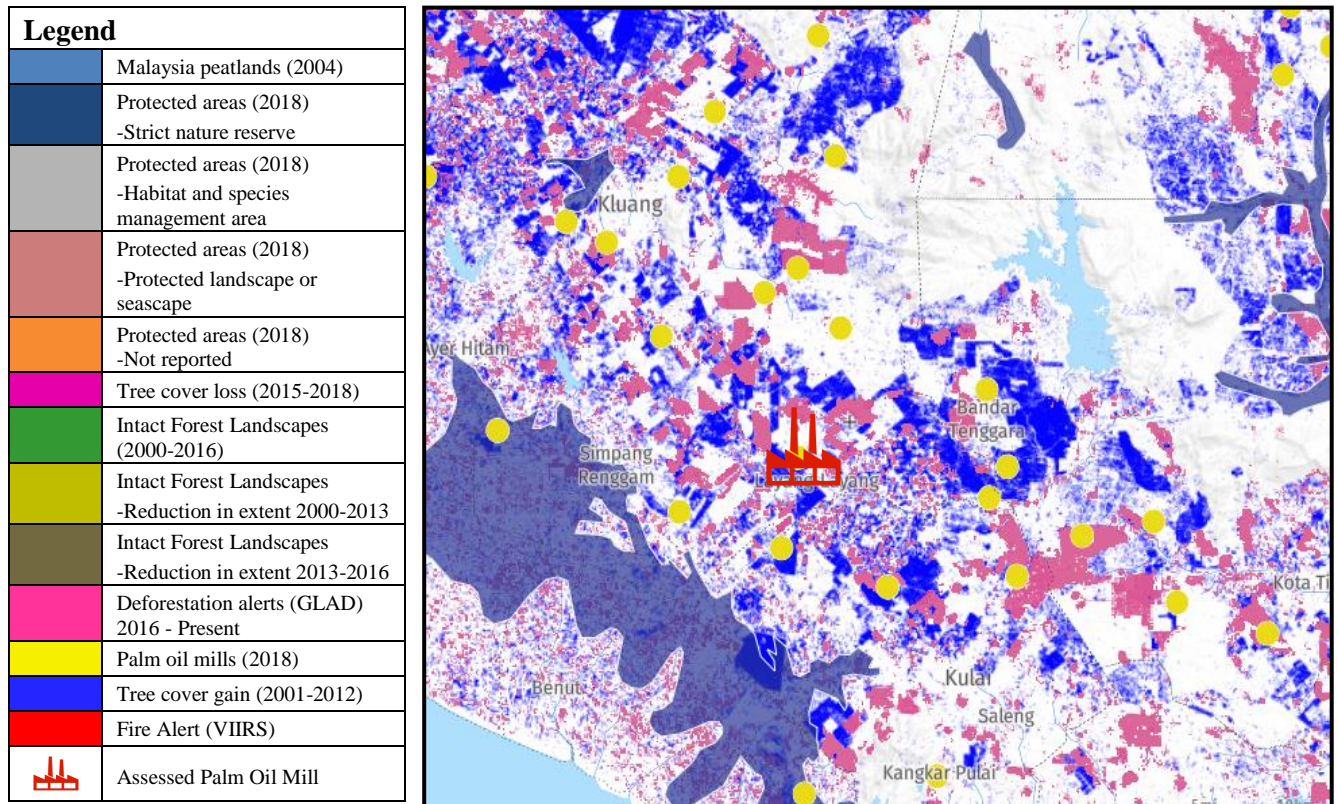 Legend
Malaysia peatlands (2004)
Protected areas (2018)
-Strict nature reserve
Protected areas (2018)
-Habitat and species
management area
Protected areas (2018)
-Protected landscape or
seascape
Protected areas (2018)
-Not reported
Tree cover loss (2015-2018)
Intact Forest Landscapes
(2000-2016)
Intact Forest Landscapes
-Reduction in extent 2000-2013
Intact Forest Landscapes
-Reduction in extent 2013-2016
Deforestation alerts (GLAD)
2016 - Present
Palm oil mills (2018)
Tree cover gain (2001-2012)
Fire Alert (VIIRS)
Assessed Palm Oil Mill
Kluang
yer Hitam
Bandar
Tenggara
Simpang
Renggam
Kota Ti
Benut
Kulai
Saleng
Kangkar Pulai